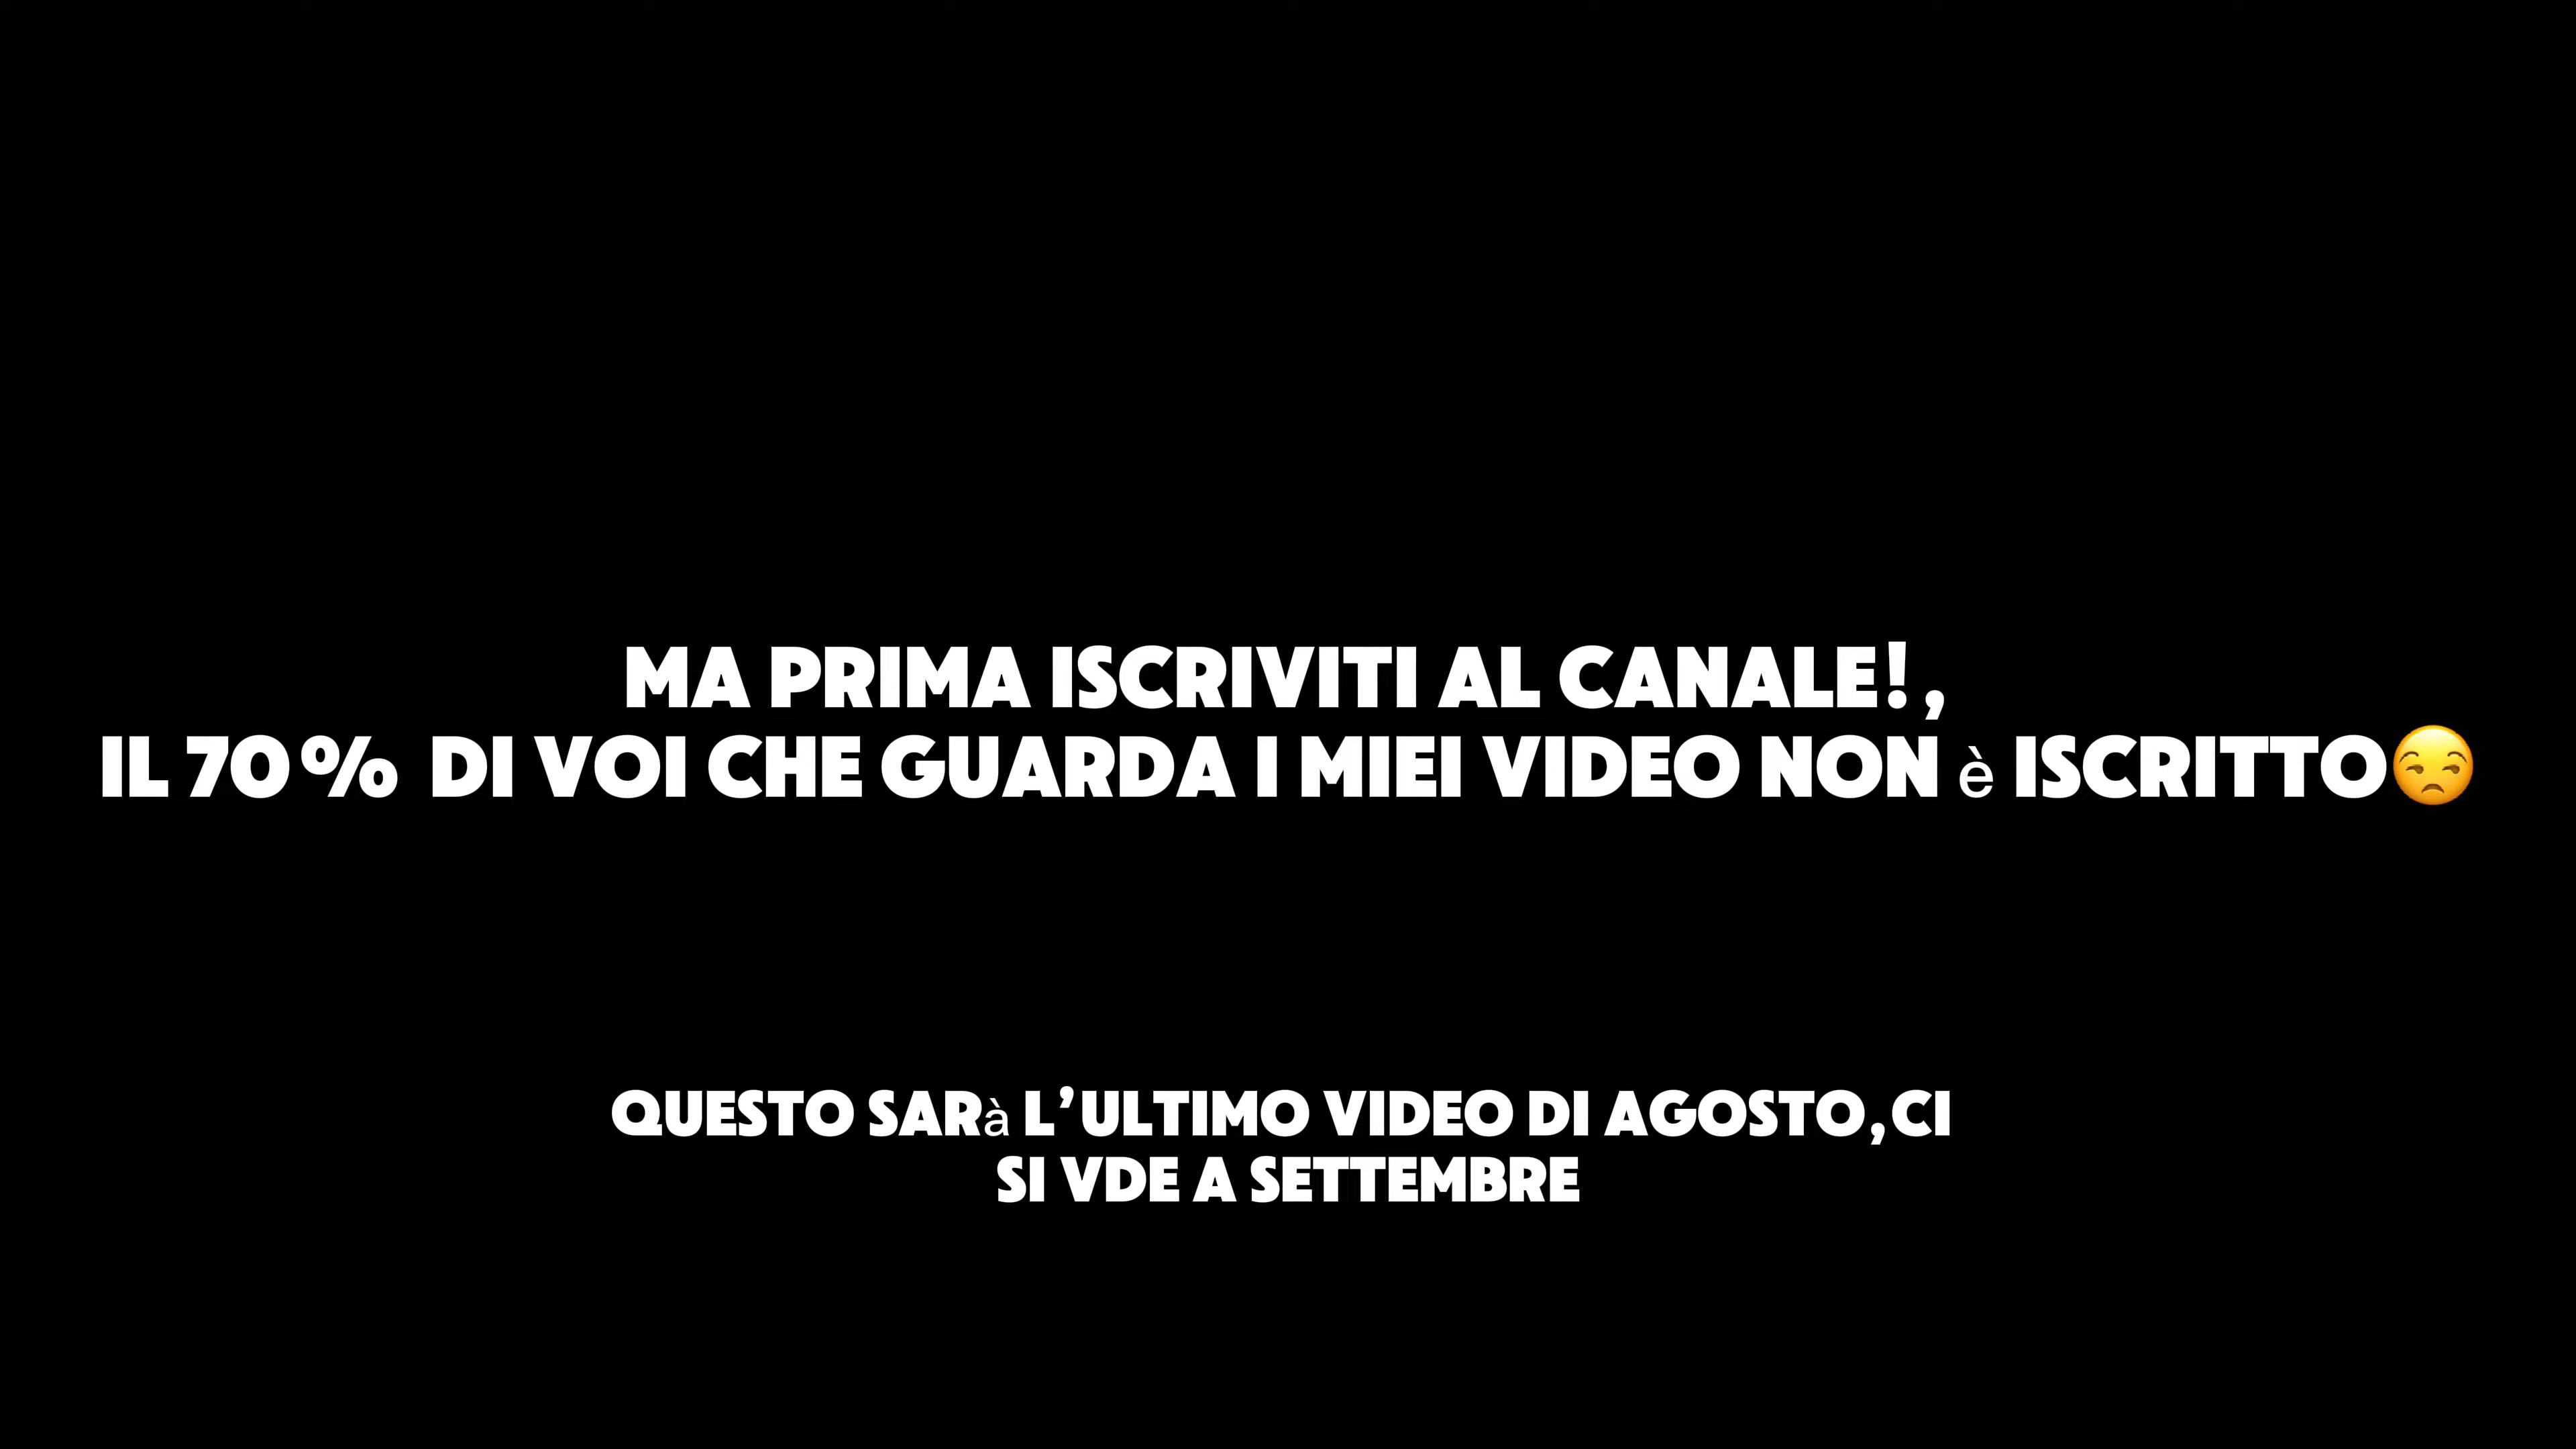 MA PRIMA ISCRIVITI AL CANALE!,
IL 70% DI VOI CHE GUARDA I MIEI VIDEO NON è ISCRITTO😒
QUESTO SARà L’ULTIMO VIDEO DI AGOSTO,CI
SI VDE A SETTEMBRE